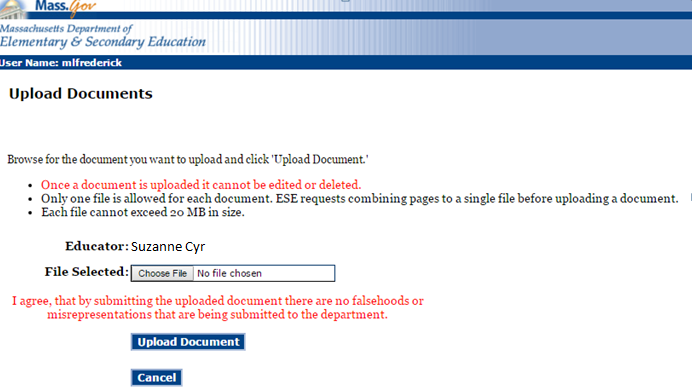 Mass.Gov
Massachusetts Department of
Elementary & Secondary Education
User Name: mlfrederick
Upload Documents
Browse for the document you want to upload and click 'Upload Document.'
• Once a document is uploaded it cannot be edited or deleted.
• Only one file is allowed for each document. ESE requests combining pages to a single file before uploading a document.
• Each file cannot exceed 20 MB in size.
Educator: Suzanne Cyr
File Selected: Choose File No file chosen
I agree, that by submitting the uploaded document there are no falsehoods or
misrepresentations that are being submitted to the department.
Upload Document
Cancel